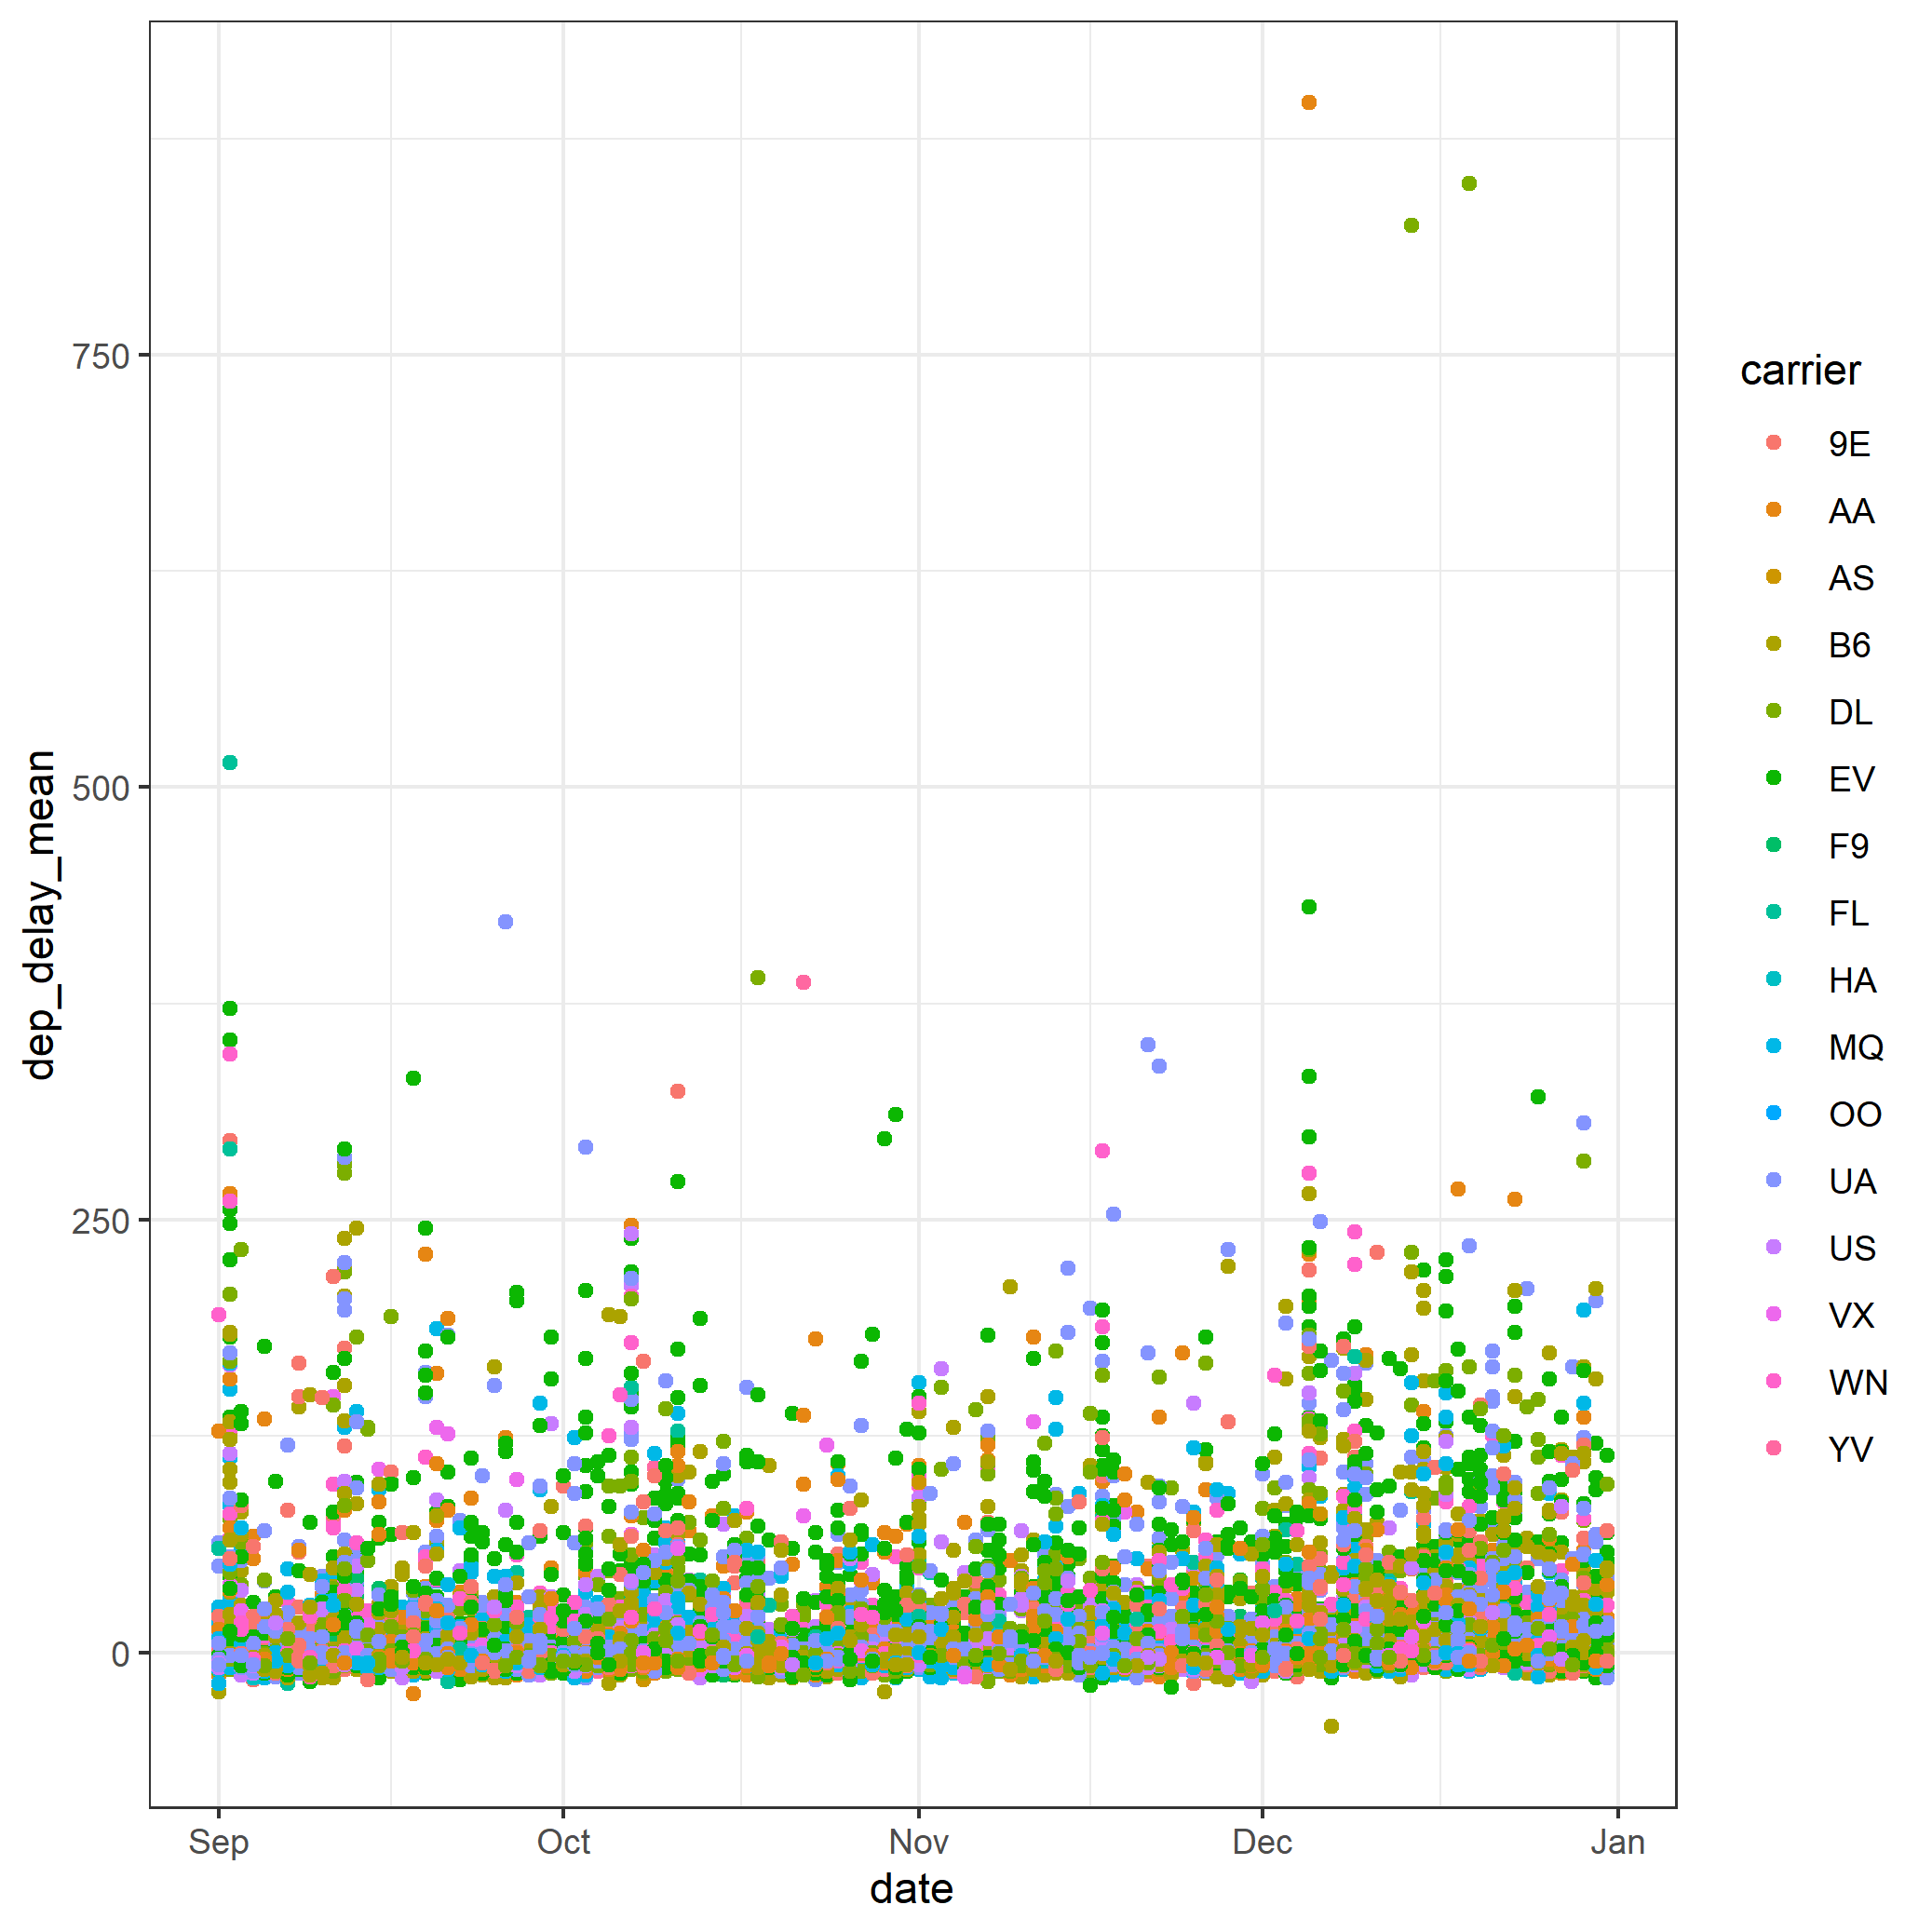 750
500
250
0
dep_delay_mean
Sep Oct Nov Dec Jan
date
carrier
9E
AA
AS
B6
DL
EV
F9
FL
HA
MQ
OO
UA
US
VX
WN
YV